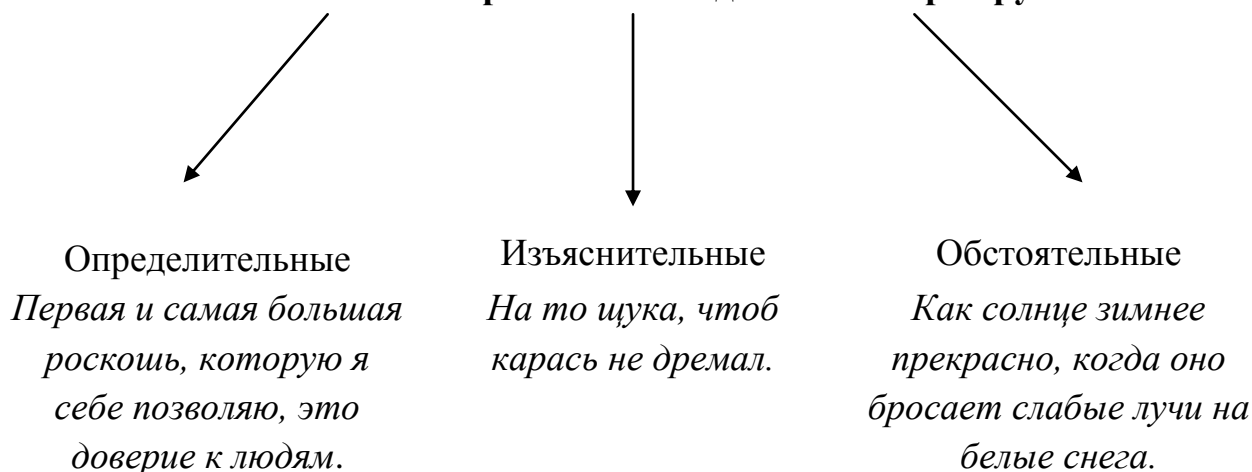 Определительные
Первая и самая большая
роскошь, которую я
себе позволяю, это
доверие к людям.
Изъяснительные
На то щука, чтоб
карась не дремал.
Обстоятельные
Как солнце зимнее
прекрасно, когда оно
бросает слабые лучи на
белые снега.